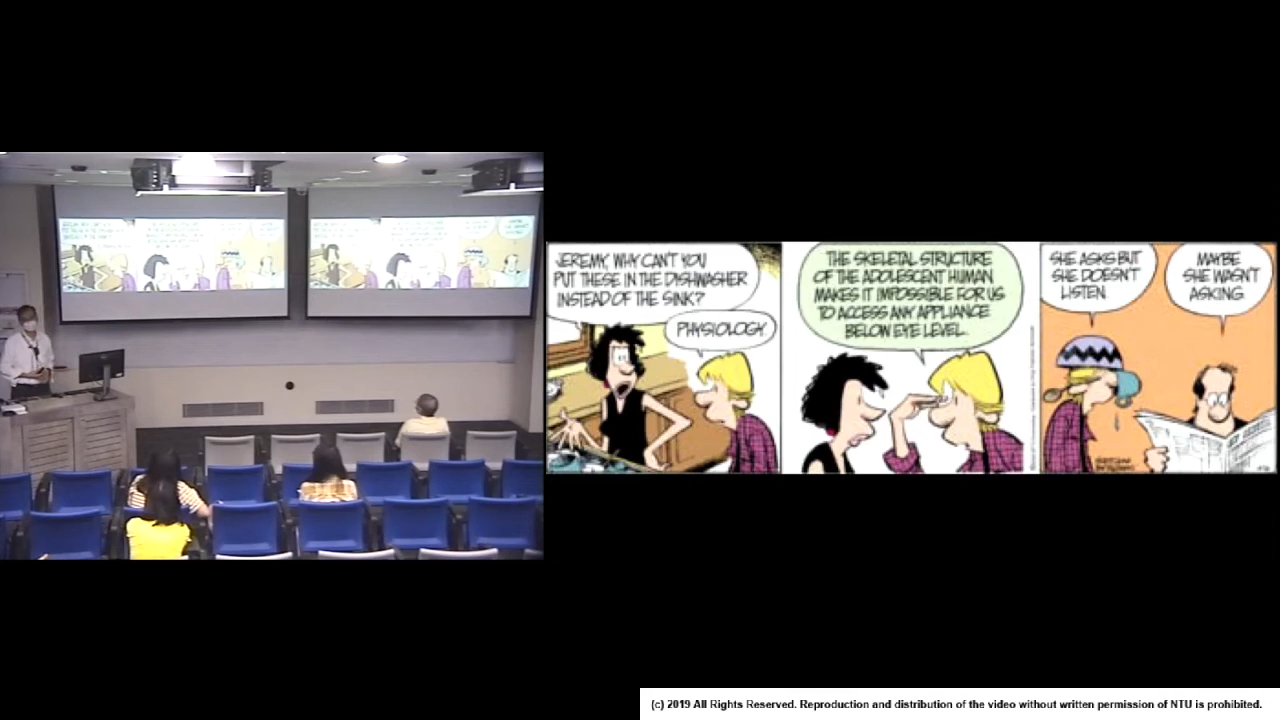 JEREMY, WHY CAN'T YOU
PUT THESE IN THE DISHWASHER
INSTEAD OF THE SINK?
PHYSIOLOGY.
THE SKELETAL STRUCTURE
OF THE ADOLESCENT HUMAN
MAKES IT IMPOSSIBLE FOR US
TO ACCESS ANY APPLIANCE
BELOW EYE LEVEL.
SHE ASKS BUT
SHE DOESN'T
LISTEN.
MAYBE
SHE WASN'T
ASKING.
(c) 2019 All Rights Reserved. Reproduction and distribution of the video without written permission of NTU is prohibited.